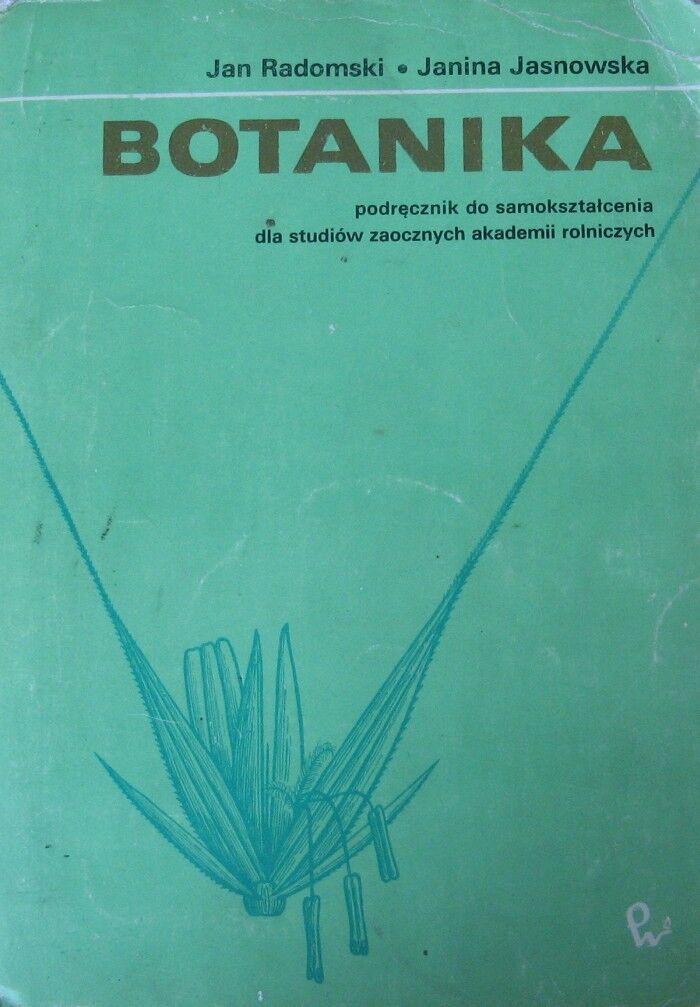 Jan Radomski • Janina Jasnowska
BOTANIKA
podręcznik do samokształcenia
dla studiów zaocznych akademii rolniczych